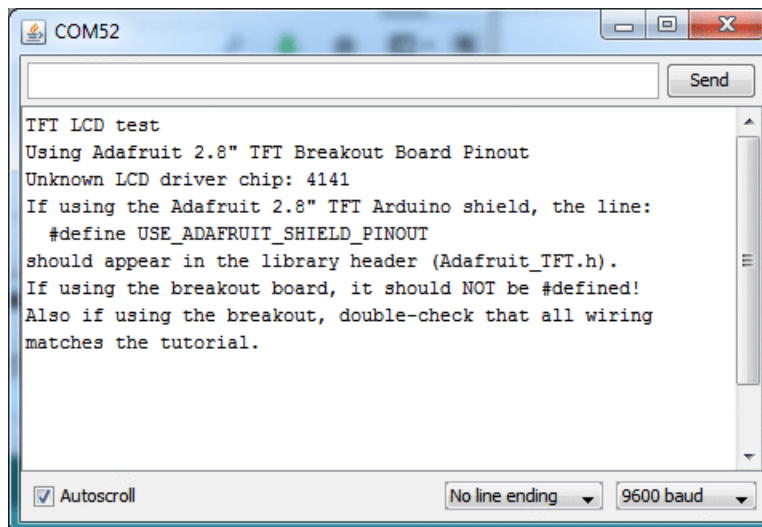 COM52
Send
TFT LCD test
Using Adafruit 2.8" TFT Breakout Board Pinout
Unknown LCD driver chip: 4141
If using the Adafruit 2.8" TFT Arduino shield, the line:
  #define USE_ADAFRUIT_SHIELD_PINOUT
should appear in the library header (Adafruit_TFT.h).
If using the breakout board, it should NOT be #defined!
Also if using the breakout, double-check that all wiring
matches the tutorial.
Autoscroll No line ending 9600 baud